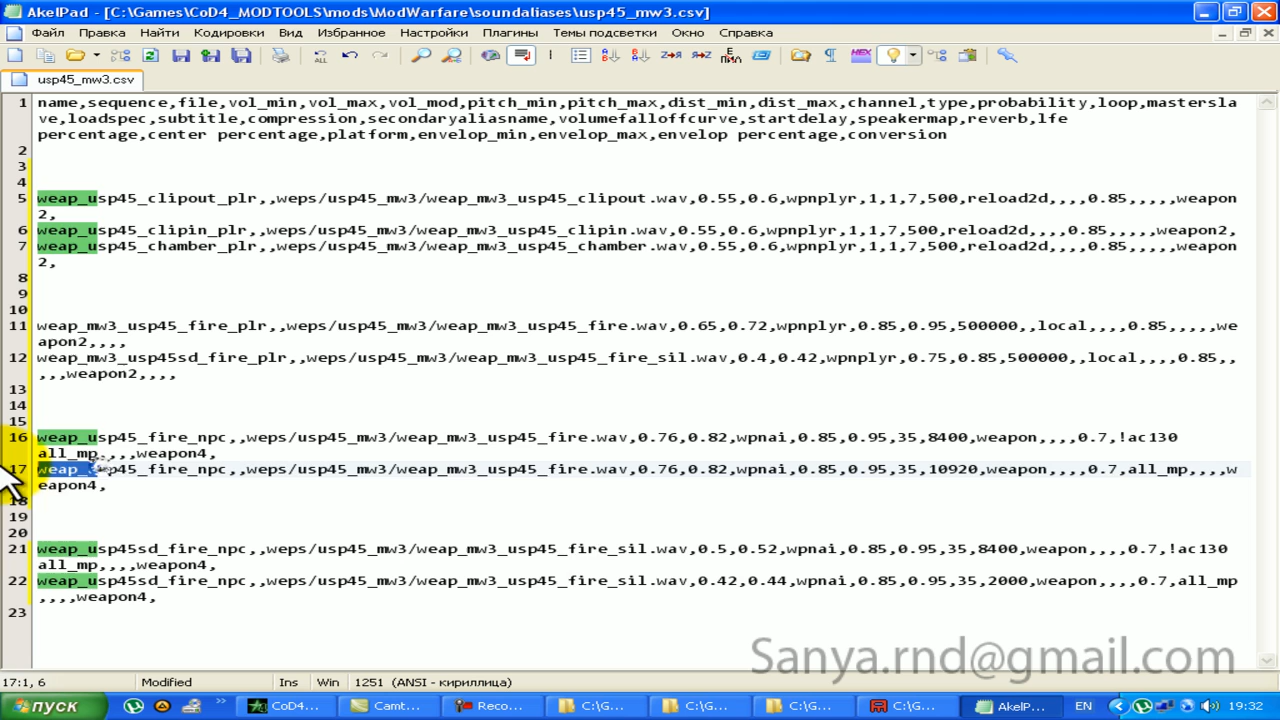 AkelPad - [C:\Games\CoD4_MODTOOLS\mods\ModWarfare\soundaliases\usp45_mw3.csv]
Файл Правка Найти Кодировки Вид Избранное Настройки Плагины Темы подсветки Окно Справка
usp45_mw3.csv
1 name,sequence,file,vol_min,vol_max,vol_mod,pitch_min,pitch_max,dist_min,dist_max,channel,type,probability,loop,mastersla
ve,loadspec,subtitle,compression,secondaryaliasname,volumefalloffcurve,startdelay,speakermap,reverb,lfe
percentage,center percentage,platform,envelop_min,envelop_max,envelop percentage,conversion
2
3
4
5 weap_usp45_clipout_plr,,weps/usp45_mw3/weap_mw3_usp45_clipout.wav,0.55,0.6,wpnplyr,1,1,7,500,reload2d,,,,0.85,,,,,weapon
2,
6 weap_usp45_clipin_plr,,weps/usp45_mw3/weap_mw3_usp45_clipin.wav,0.55,0.6,wpnplyr,1,1,7,500,reload2d,,,,0.85,,,,,weapon2,
7 weap_usp45_chamber_plr,,weps/usp45_mw3/weap_mw3_usp45_chamber.wav,0.55,0.6,wpnplyr,1,1,7,500,reload2d,,,,0.85,,,,,weapon
2,
8
9
10
11 weap_mw3_usp45_fire_plr,,weps/usp45_mw3/weap_mw3_usp45_fire.wav,0.65,0.72,wpnplyr,0.85,0.95,500000,,local,,,,0.85,,,,,we
apon2,,,,
12 weap_mw3_usp45sd_fire_plr,,weps/usp45_mw3/weap_mw3_usp45_fire_sil.wav,0.4,0.42,wpnplyr,0.75,0.85,500000,,local,,,,0.85,,
,,,weapon2,,,,
13
14
15
16 weap_usp45_fire_npc,,weps/usp45_mw3/weap_mw3_usp45_fire.wav,0.76,0.82,wpnai,0.85,0.95,35,8400,weapon,,,,0.7,!ac130
all_mp,,,,weapon4,
17 weap_usp45_fire_npc,,weps/usp45_mw3/weap_mw3_usp45_fire.wav,0.76,0.82,wpnai,0.85,0.95,35,10920,weapon,,,,0.7,all_mp,,,,w
eapon4,
18
19
20
21 weap_usp45sd_fire_npc,,weps/usp45_mw3/weap_mw3_usp45_fire_sil.wav,0.5,0.52,wpnai,0.85,0.95,35,8400,weapon,,,,0.7,!ac130
all_mp,,,,weapon4,
22 weap_usp45sd_fire_npc,,weps/usp45_mw3/weap_mw3_usp45_fire_sil.wav,0.42,0.44,wpnai,0.85,0.95,35,2000,weapon,,,,0.7,all_mp
,,,,weapon4,
23
Sanya.rnd@gmail.com
17:1, 6 Modified Ins Win 1251 (ANSI - кириллица)
пуск CoD4... Camt... Reco... C:\G... C:\G... C:\G... C:\G... AkelP... EN 19:32